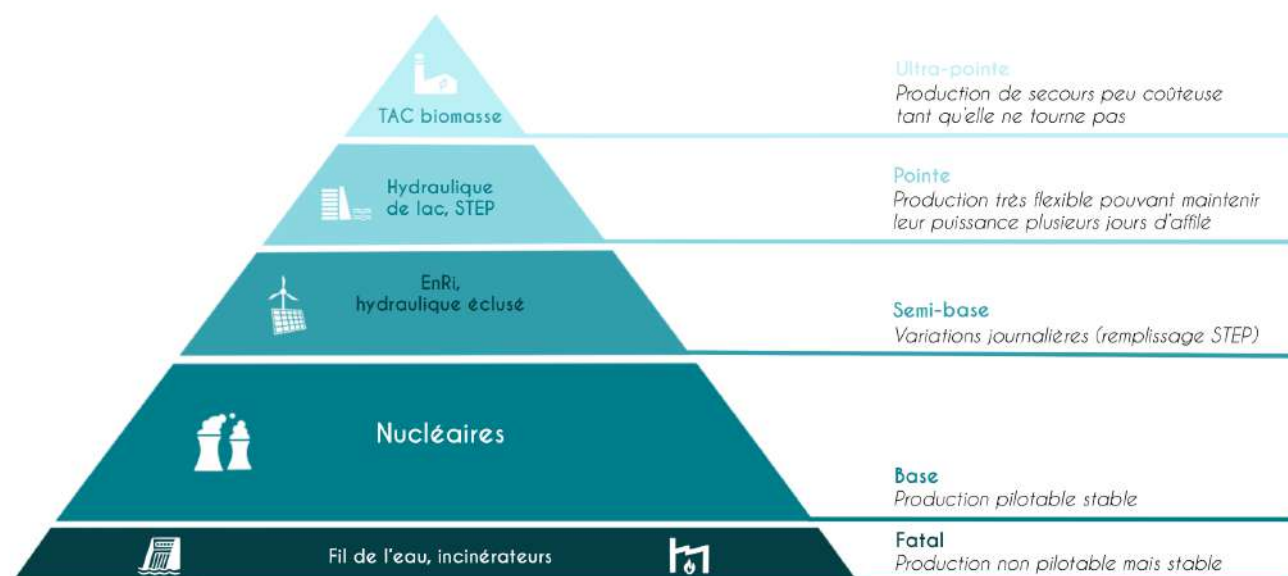 TAC biomasse
Ultra-pointe
Production de secours peu coûteuse
tant qu'elle ne tourne pas
Hydraulique
de lac, STEP
Pointe
Production très flexible pouvant maintenir
leur puissance plusieurs jours d'affilé
EnRi,
hydraulique éclusé
Semi-base
Variations journalières (remplissage STEP)
Nucléaires
Base
Production pilotable stable
Fil de l'eau, incinérateurs
Fatal
Production non pilotable mais stable